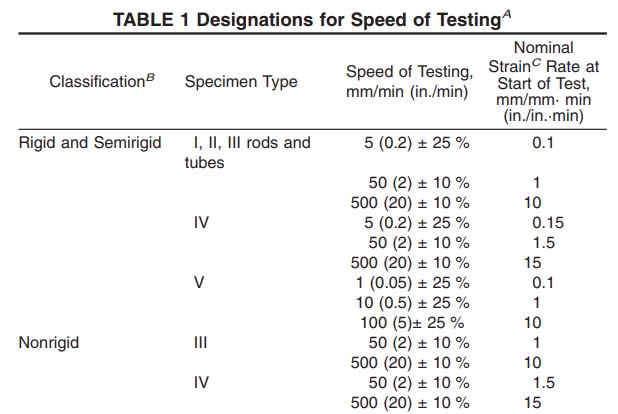 TABLE 1 Designations for Speed of Testing^A
Classification^B Specimen Type Speed of Testing, mm/min (in./min) Nominal Strain^C Rate at Start of Test, mm/mm· min (in./in.·min)
Rigid and Semirigid I, II, III rods and tubes 5 (0.2) ± 25 % 0.1
50 (2) ± 10 % 1
500 (20) ± 10 % 10
IV 5 (0.2) ± 25 % 0.15
50 (2) ± 10 % 1.5
500 (20) ± 10 % 15
V 1 (0.05) ± 25 % 0.1
10 (0.5) ± 25 % 1
100 (5)± 25 % 10
Nonrigid III 50 (2) ± 10 % 1
500 (20) ± 10 % 10
IV 50 (2) ± 10 % 1.5
500 (20) ± 10 % 15